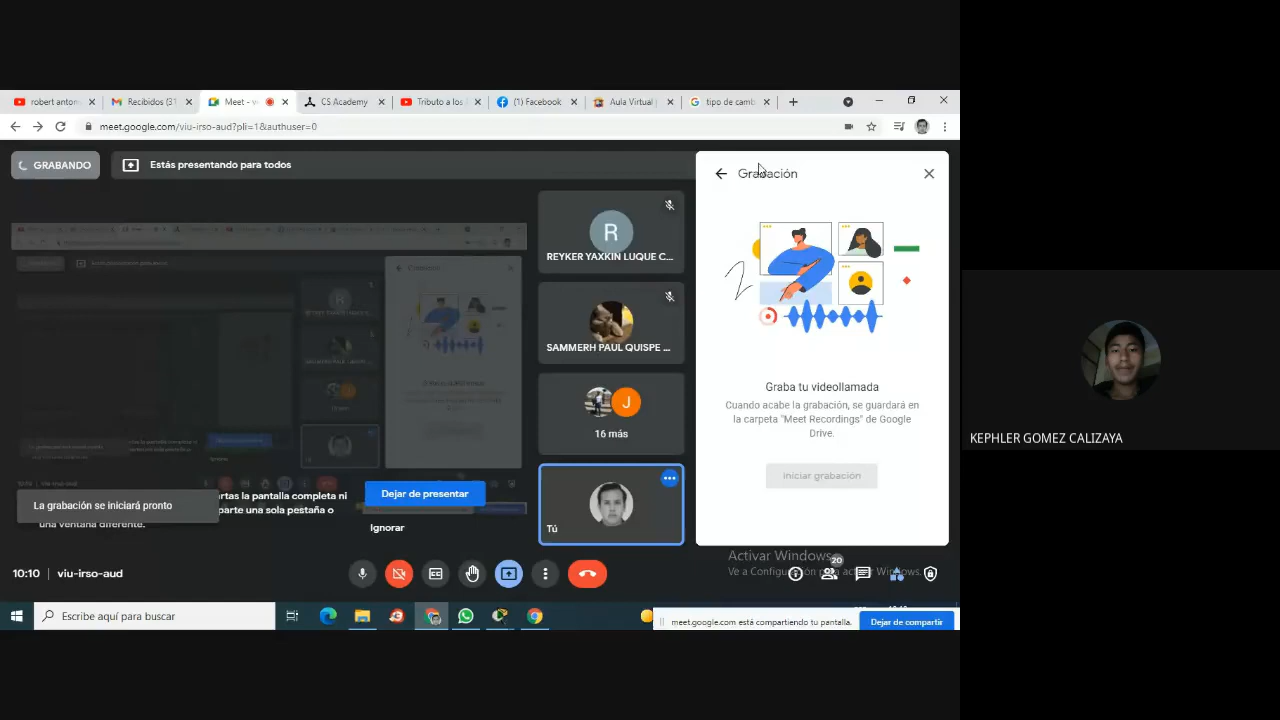 robert anton
Recibidos (31
Meet - v
CS Academy
Tributo a los
(1) Facebook
Aula Virtual
tipo de camb
meet.google.com/viu-irso-aud?pli=1&authuser=0
GRABANDO
Estás presentando para todos
Grabación
R
REYKER YAXKIN LUQUE C...
SAMMERH PAUL QUISPE ...
J
16 más
Tú
Graba tu videollamada
Cuando acabe la grabación, se guardará en
la carpeta "Meet Recordings" de Google
Drive.
Iniciar grabación
KEPHLER GOMEZ CALIZAYA
La grabación se iniciará pronto
rtas la pantalla completa ni
parte una sola pestaña o
una ventana diferente.
Dejar de presentar
Ignorar
Activar Windows
Ve a Configuración para activar Windows.
10:10 | viu-irso-aud
20
Escribe aquí para buscar
meet.google.com está compartiendo tu pantalla.
Dejar de compartir